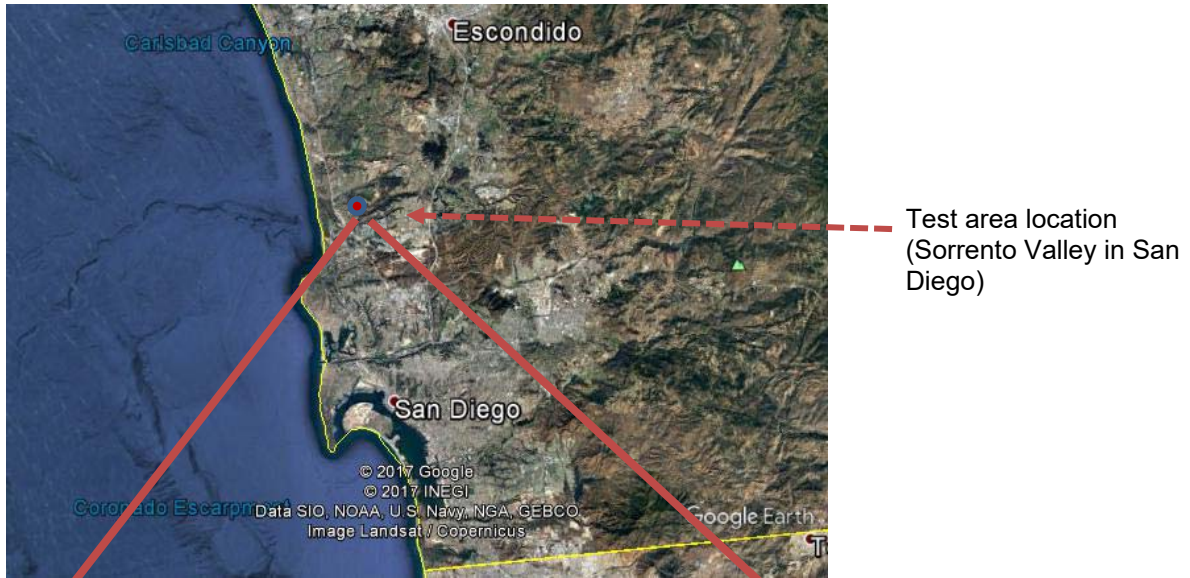 Carlsbad Canyon
Escondido
Test area location
(Sorrento Valley in San
Diego)
San Diego
© 2017 Google
© 2017 INEGI
Coronado Escarpment
Data SIO, NOAA, U.S. Navy, NGA, GEBCO
Image Landsat / Copernicus
Google Earth